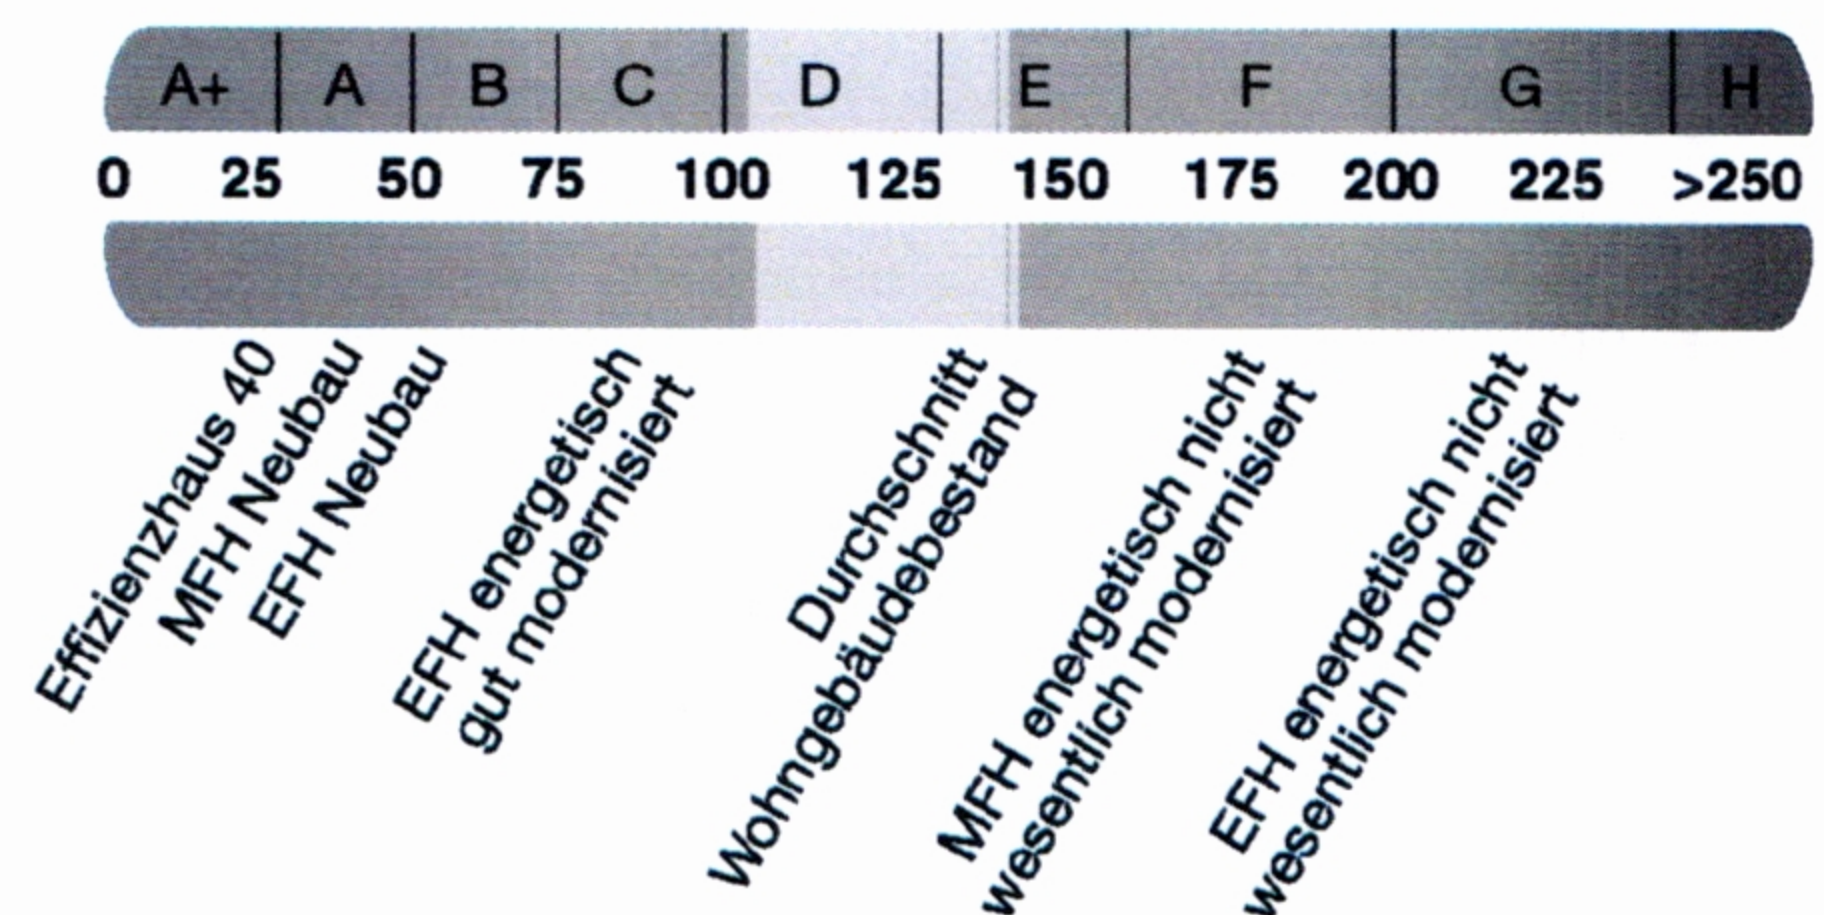 A+ A B C D E F G H
0 25 50 75 100 125 150 175 200 225 >250
Effizienzhaus 40
MFH Neubau
EFH Neubau
EFH energetisch
gut modernisiert
Durchschnitt
Wohngebäudebestand
MFH energetisch nicht
wesentlich modernisiert
EFH energetisch nicht
wesentlich modernisiert